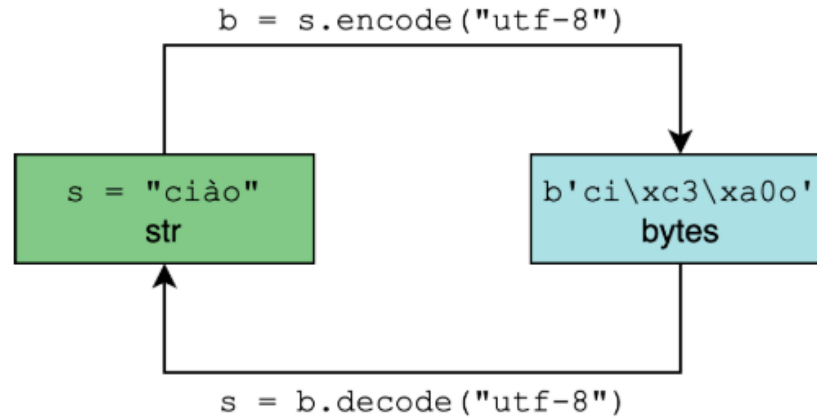 b = s.encode("utf-8")
s = "ciào"
str
b'ci\xc3\xa0o'
bytes
s = b.decode("utf-8")